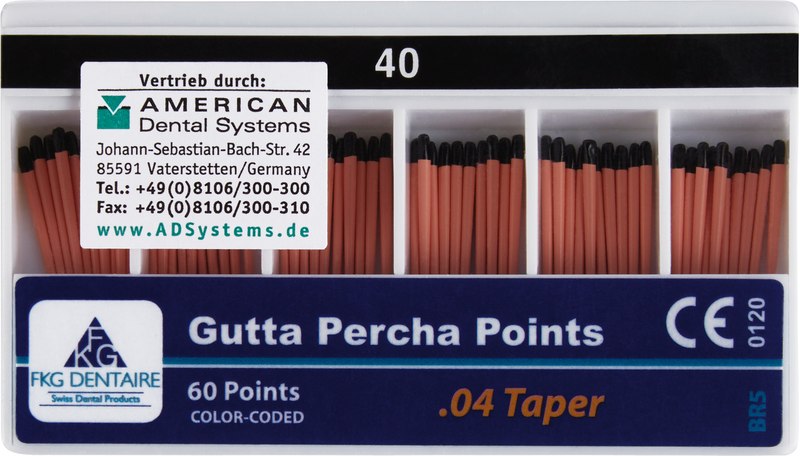 40
Vertrieb durch:
AMERICAN
Dental Systems
Johann-Sebastian-Bach-Str. 42
85591 Vaterstetten/Germany
Tel.: +49(0)8106/300-300
Fax: +49(0)8106/300-310
www.ADSystems.de
FKG
FKG DENTAIRE
Swiss Dental Products
Gutta Percha Points
60 Points
COLOR-CODED
.04 Taper
CE 0120
BR5